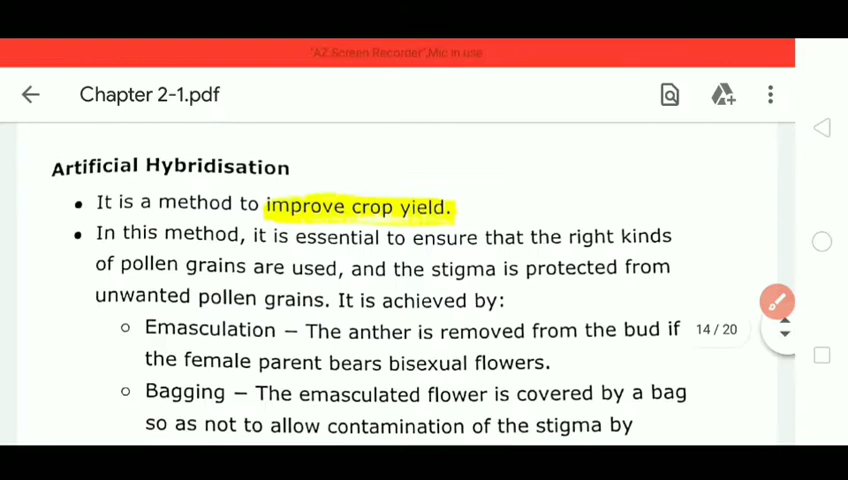 "AZ Screen Recorder",Mic in use
Chapter 2-1.pdf
Artificial Hybridisation
• It is a method to improve crop yield.
• In this method, it is essential to ensure that the right kinds
of pollen grains are used, and the stigma is protected from
unwanted pollen grains. It is achieved by:
o Emasculation – The anther is removed from the bud if
14 / 20
the female parent bears bisexual flowers.
o Bagging – The emasculated flower is covered by a bag
so as not to allow contamination of the stigma by